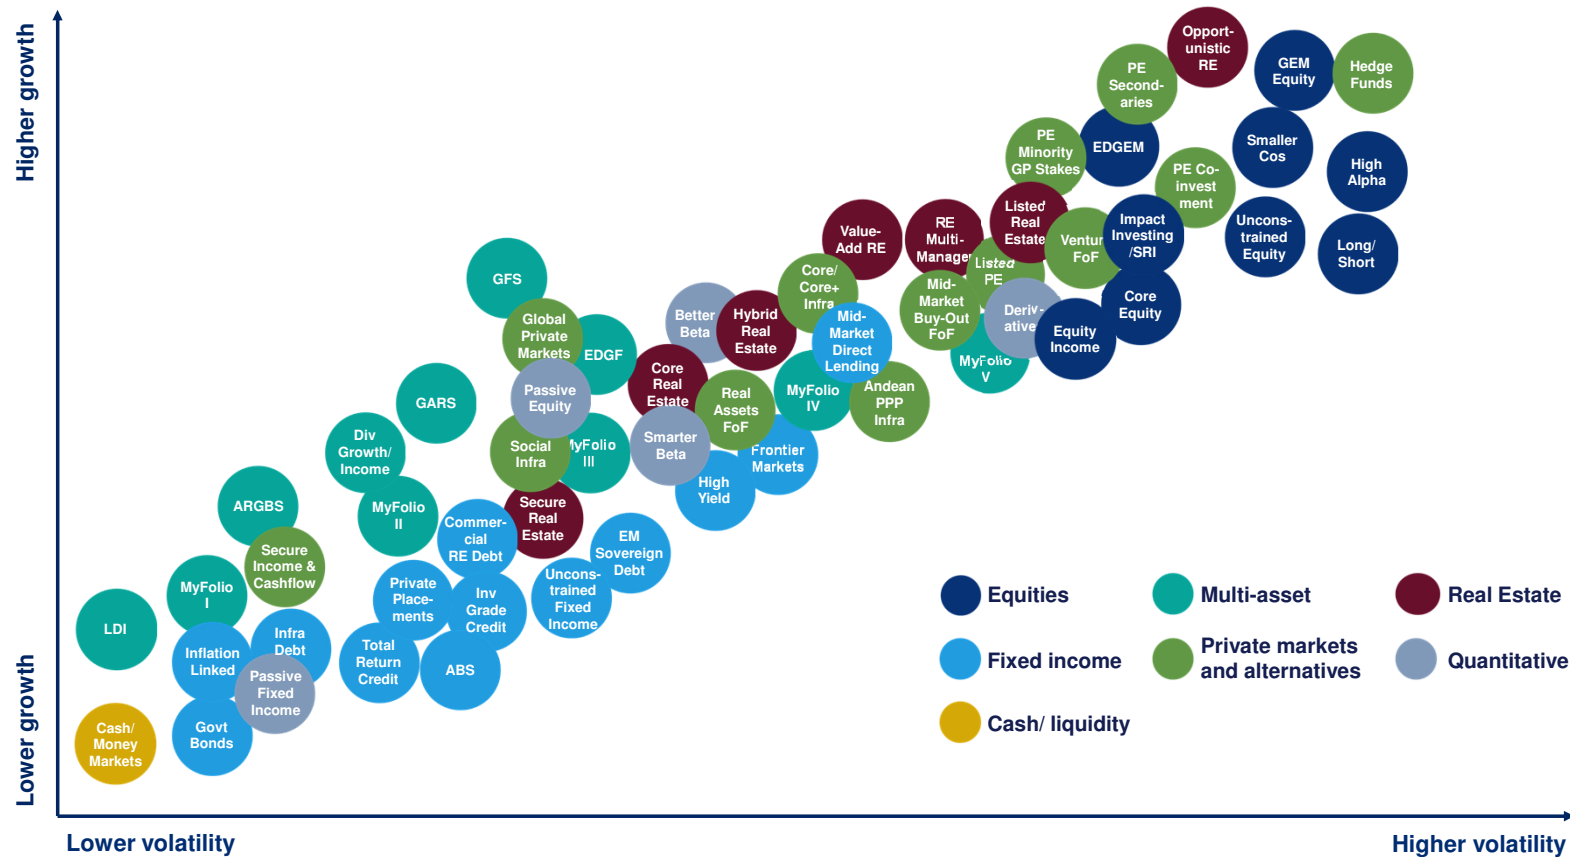 Higher growth
Lower growth
Lower volatility
Higher volatility
Opport-
unistic
RE
GEM
Equity
Hedge
Funds
PE
Second-
aries
EDGEM
Smaller
Cos
High
Alpha
PE
Minority
GP Stakes
PE Co-
invest
ment
Listed
Real
Estate
Impact
Investing
/SRI
Uncons-
trained
Equity
Long/
Short
Value-
Add RE
RE
Multi-
Manager
Listed
PE
Ventur
FoF
Core
Equity
GFS
Core/
Core+
Infra
Mid-
Market
Buy-Out
FoF
Deriv-
ative
Equity
Income
MyFolio
V
Global
Private
Markets
EDGF
Better
Beta
Hybrid
Real
Estate
Mid-
Market
Direct
Lending
Passive
Equity
Core
Real
Estate
Real
Assets
FoF
MyFolio
IV
Andean
PPP
Infra
GARS
Div
Growth/
Income
Social
Infra
MyFolio
III
Smarter
Beta
Frontier
Markets
High
Yield
ARGBS
MyFolio
II
Commer-
cial
RE Debt
Secure
Real
Estate
EM
Sovereign
Debt
Secure
Income &
Cashflow
MyFolio
I
Private
Place-
ments
Inv
Grade
Credit
Uncons-
trained
Fixed
Income
LDI
Inflation
Linked
Infra
Debt
Total
Return
Credit
ABS
Passive
Fixed
Income
Cash/
Money
Markets
Govt
Bonds
Equities
Multi-asset
Real Estate
Fixed income
Private markets
and alternatives
Quantitative
Cash/ liquidity